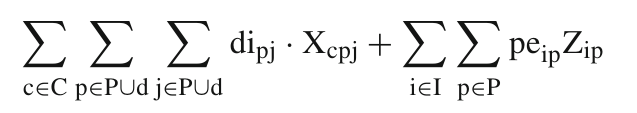 ∑_{c∈C} ∑_{p∈P∪d} ∑_{j∈P∪d} di_{pj} · X_{cpj} + ∑_{i∈I} ∑_{p∈P} pe_{ip} Z_{ip}